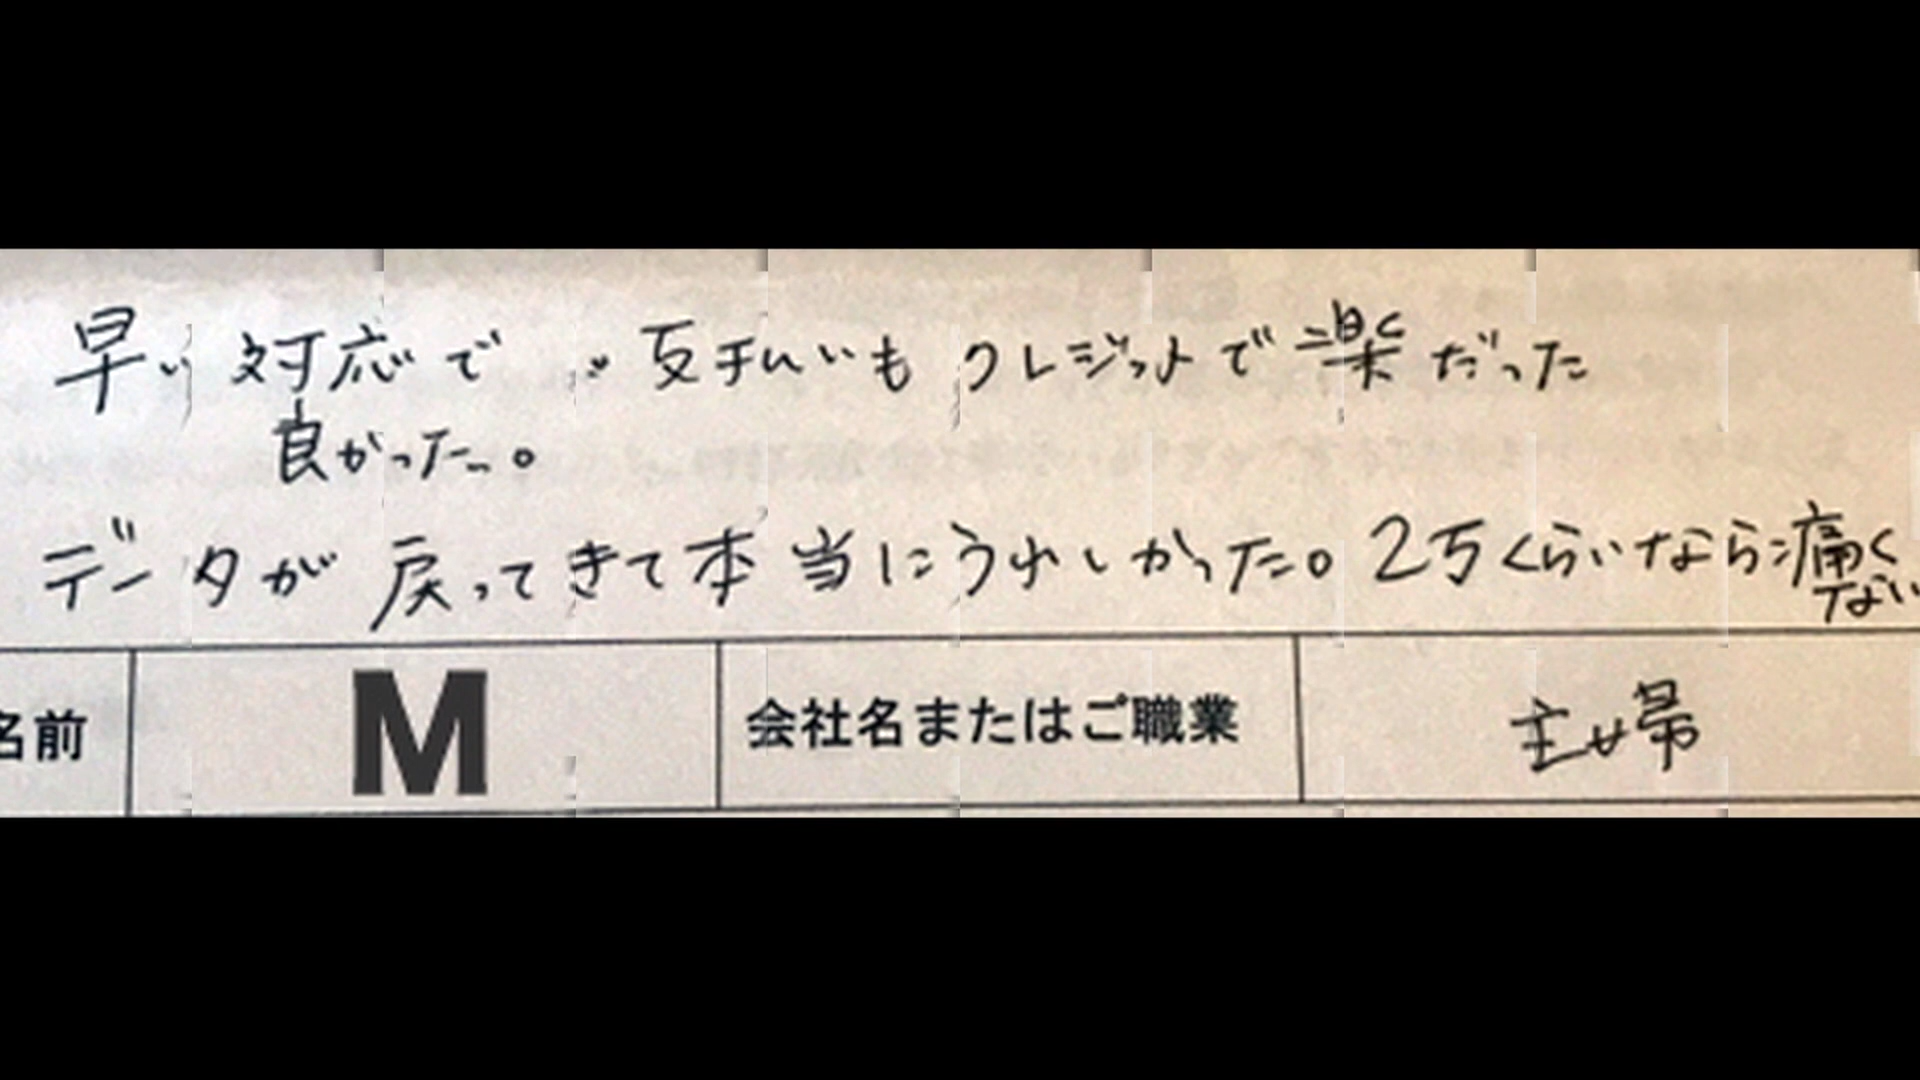 早い対応で、支払いもクレジットで楽だった
良かった。
データが戻ってきて本当にうれしかった。2万くらいなら痛く
ない
名前 M 会社名またはご職業 主婦